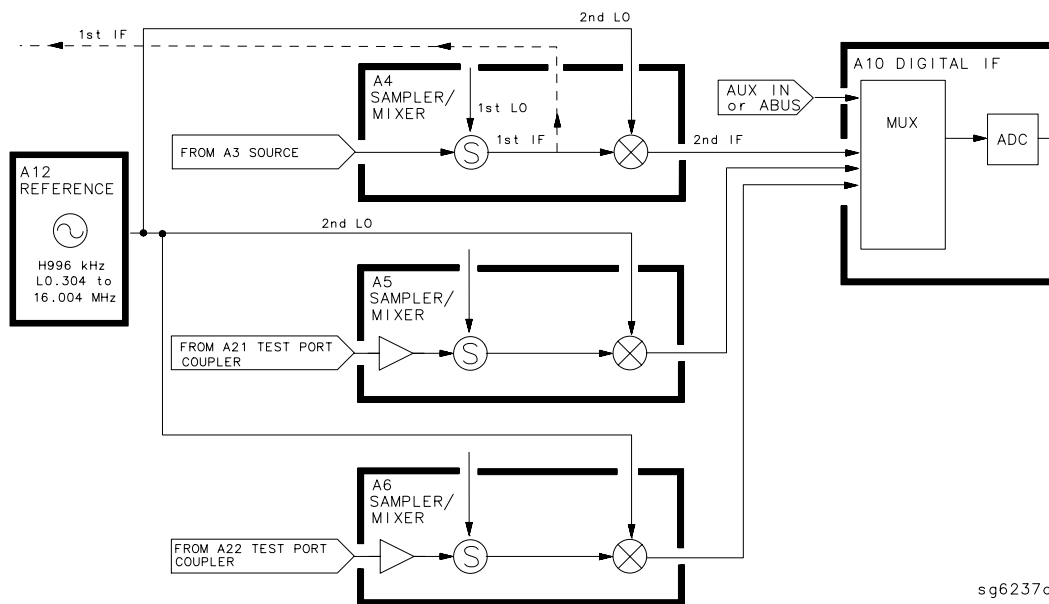 2nd LO
1st IF
A4
SAMPLER/
MIXER
1st LO
FROM A3 SOURCE
1st IF
2nd IF
S
AUX IN
or ABUS
A10 DIGITAL IF
MUX
ADC
A12
REFERENCE
H996 kHz
L0.304 to
16.004 MHz
2nd LO
A5
SAMPLER/
MIXER
FROM A21 TEST PORT
COUPLER
S
A6
SAMPLER/
MIXER
FROM A22 TEST PORT
COUPLER
S
sg6237d